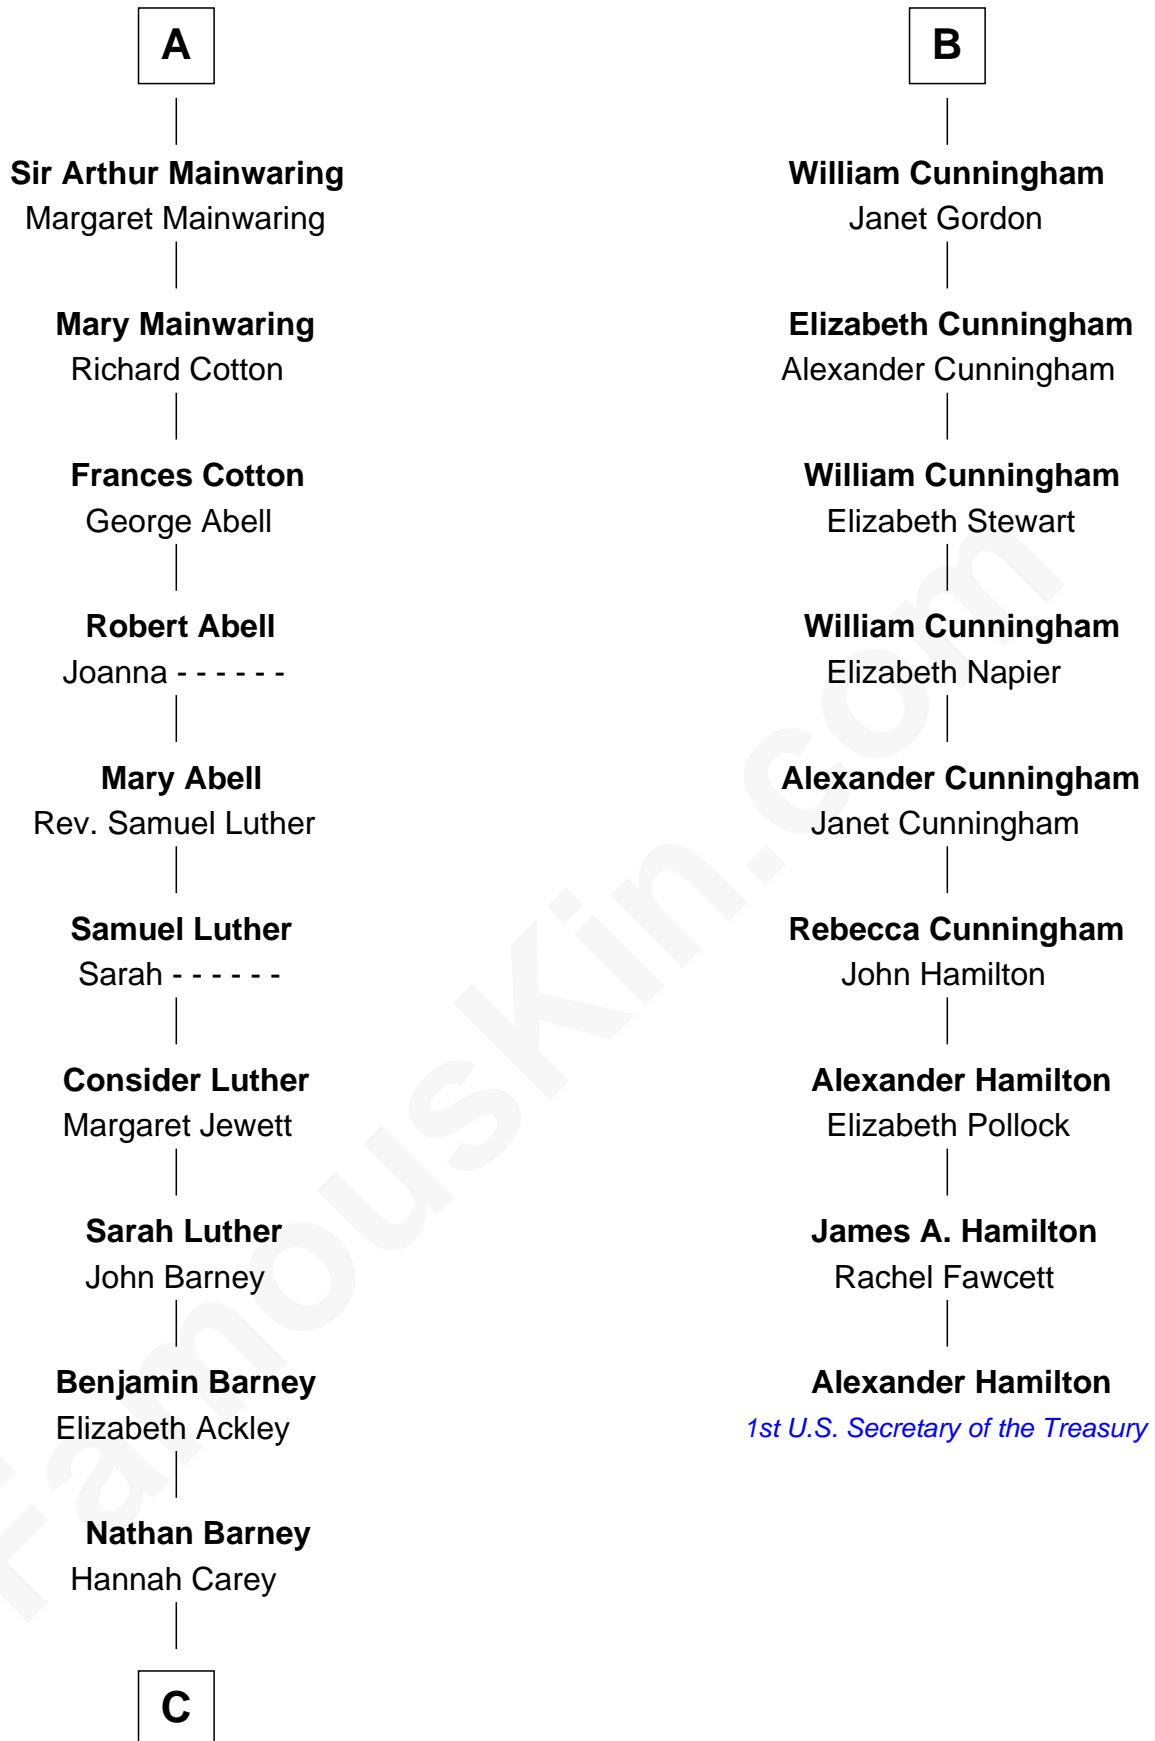 A
Sir Arthur Mainwaring
Margaret Mainwaring
Mary Mainwaring
Richard Cotton
Frances Cotton
George Abell
Robert Abell
Joanna - - - - - -
Mary Abell
Rev. Samuel Luther
Samuel Luther
Sarah - - - - - -
Consider Luther
Margaret Jewett
Sarah Luther
John Barney
Benjamin Barney
Elizabeth Ackley
Nathan Barney
Hannah Carey
C
B
William Cunningham
Janet Gordon
Elizabeth Cunningham
Alexander Cunningham
William Cunningham
Elizabeth Stewart
William Cunningham
Elizabeth Napier
Alexander Cunningham
Janet Cunningham
Rebecca Cunningham
John Hamilton
Alexander Hamilton
Elizabeth Pollock
James A. Hamilton
Rachel Fawcett
Alexander Hamilton
1st U.S. Secretary of the Treasury
FamousKin.com